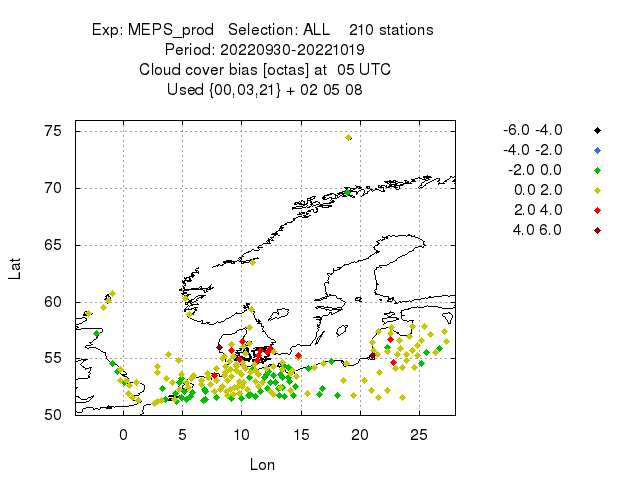 Exp: MEPS_prod   Selection: ALL    210 stations
Period: 20220930-20221019
Cloud cover bias [octas] at  05 UTC
Used {00,03,21} + 02 05 08
-6.0 -4.0
-4.0 -2.0
-2.0 0.0
0.0 2.0
2.0 4.0
4.0 6.0
75
70
65
60
55
50
Lat
0 5 10 15 20 25
Lon